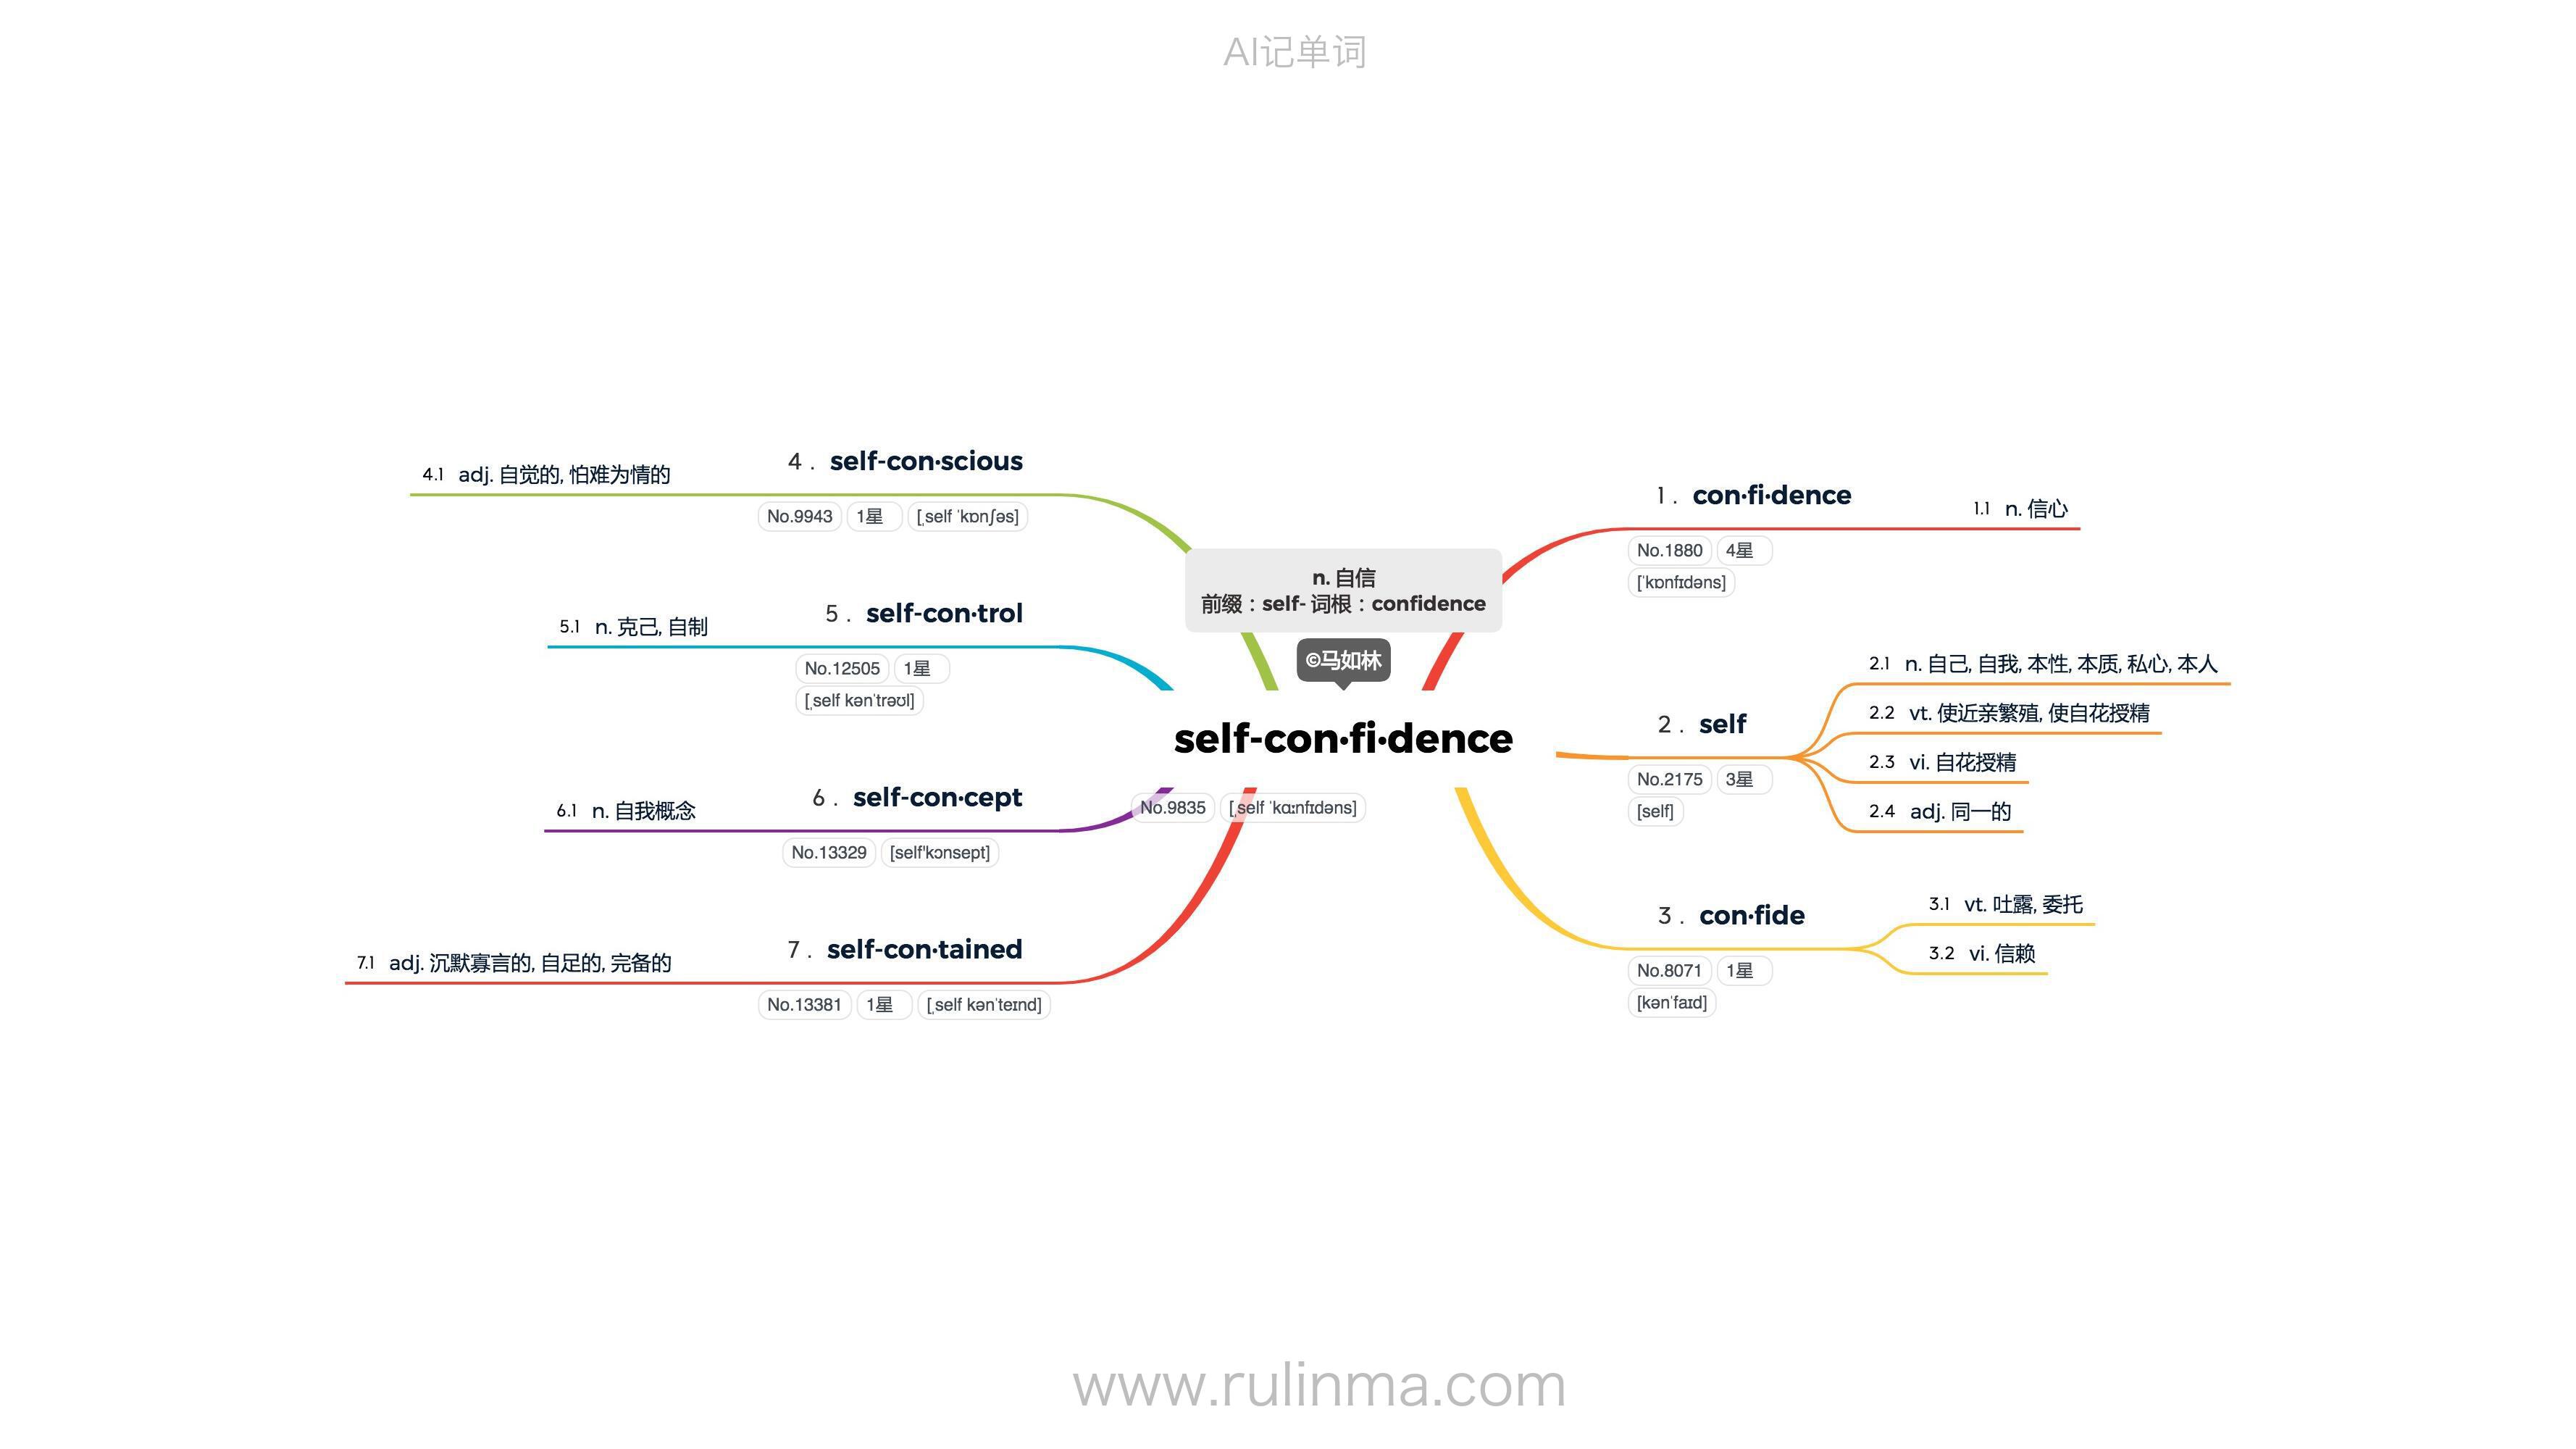 AI记单词
n. 自信
前缀：self- 词根：confidence
©马如林
self-con·fi·dence
No.9835 [ˌself ˈkɑːnfɪdəns]
1. con·fi·dence
No.1880 4星
[ˈkɒnfɪdəns]
1.1 n. 信心
2. self
No.2175 3星
[self]
2.1 n. 自己, 自我, 本性, 本质, 私心, 本人
2.2 vt. 使近亲繁殖, 使自花授精
2.3 vi. 自花授精
2.4 adj. 同一的
3. con·fide
No.8071 1星
[kənˈfaɪd]
3.1 vt. 吐露, 委托
3.2 vi. 信赖
4. self-con·scious
No.9943 1星 [ˌself ˈkɒnʃəs]
4.1 adj. 自觉的, 怕难为情的
5. self-con·trol
No.12505 1星
[ˌself kənˈtrəʊl]
5.1 n. 克己, 自制
6. self-con·cept
No.13329 [self'kɔnsept]
6.1 n. 自我概念
7. self-con·tained
No.13381 1星 [ˌself kənˈteɪnd]
7.1 adj. 沉默寡言的, 自足的, 完备的
www.rulinma.com